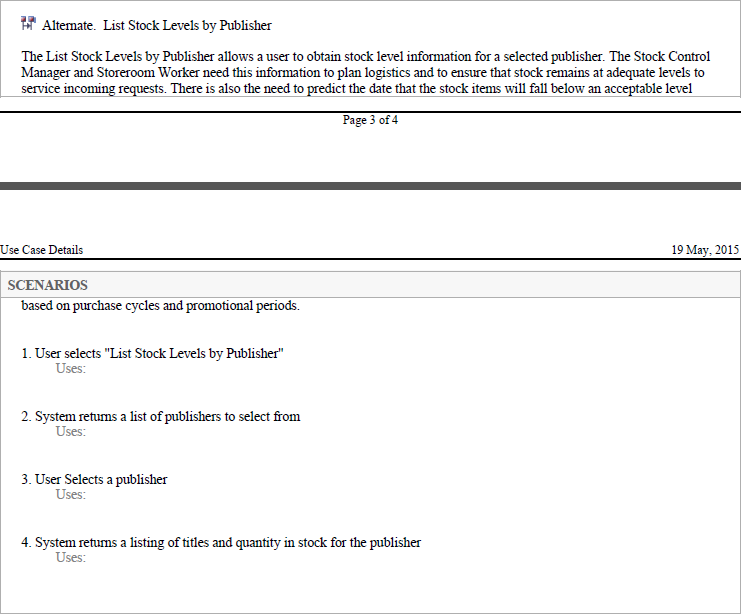 Alternate.  List Stock Levels by Publisher
The List Stock Levels by Publisher allows a user to obtain stock level information for a selected publisher. The Stock Control
Manager and Storeroom Worker need this information to plan logistics and to ensure that stock remains at adequate levels to
service incoming requests. There is also the need to predict the date that the stock items will fall below an acceptable level
Page 3 of 4
Use Case Details
19 May, 2015
SCENARIOS
based on purchase cycles and promotional periods.
1. User selects "List Stock Levels by Publisher"
Uses:
2. System returns a list of publishers to select from
Uses:
3. User Selects a publisher
Uses:
4. System returns a listing of titles and quantity in stock for the publisher
Uses: